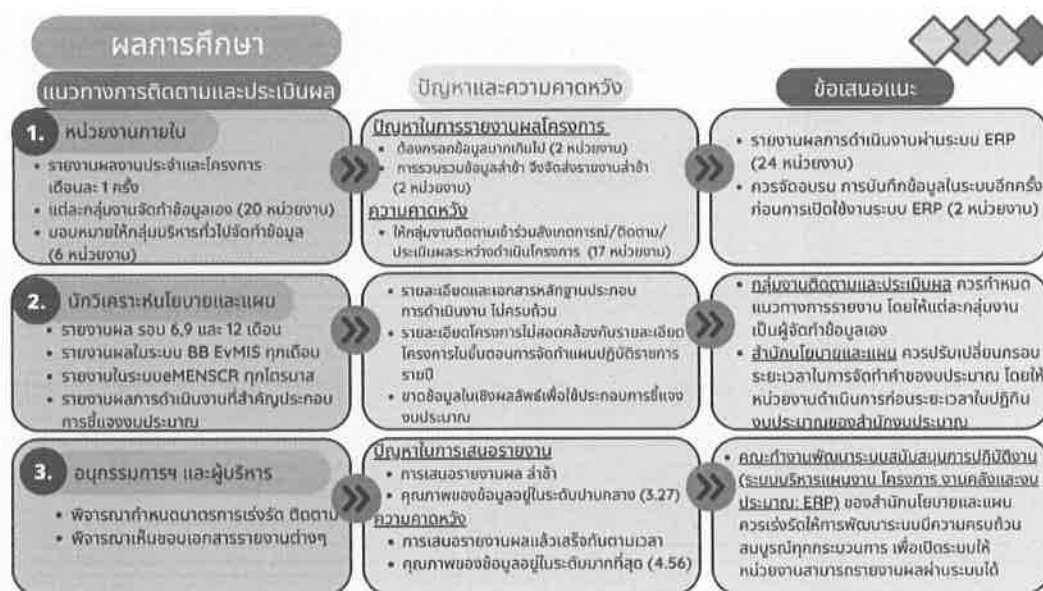 ผลการศึกษา
แนวทางการติดตามและประเมินผล
ปัญหาและความคาดหวัง
ข้อเสนอแนะ
1. หน่วยงานภายใน
• รายงานผลงานประจำและโครงการ
เดือนละ 1 ครั้ง
• แต่ละกลุ่มงานจัดทำข้อมูลเอง (20 หน่วยงาน)
• มอบหมายให้กลุ่มบริหารทั่วไปจัดทำข้อมูล
(6 หน่วยงาน)
ปัญหาในการรายงานผลโครงการ
• ต้องกรอกข้อมูลมากเกินไป (2 หน่วยงาน)
• การรวบรวมข้อมูลล่าช้า จึงจัดส่งรายงานล่าช้า
(2 หน่วยงาน)
ความคาดหวัง
• ให้กลุ่มงานติดตามเข้าร่วมสังเกตการณ์/ติดตาม/
ประเมินผลระหว่างดำเนินโครงการ (17 หน่วยงาน)
• รายงานผลการดำเนินงานผ่านระบบ ERP
(24 หน่วยงาน)
• ควรจัดอบรม การบันทึกข้อมูลในระบบอีกครั้ง
ก่อนการเปิดใช้งานระบบ ERP (2 หน่วยงาน)
2. นักวิเคราะห์นโยบายและแผน
• รายงานผล รอบ 6,9 และ 12 เดือน
• รายงานผลในระบบ BB EvMIS ทุกเดือน
• รายงานในระบบeMENSCR ทุกไตรมาส
• รายงานผลการดำเนินงานที่สำคัญประกอบ
การชี้แจงงบประมาณ
• รายละเอียดและเอกสารหลักฐานประกอบ
การดำเนินงาน ไม่ครบถ้วน
• รายละเอียดโครงการไม่สอดคล้องกับรายละเอียด
โครงการในขั้นตอนการจัดทำแผนปฏิบัติราชการ
รายปี
• ขาดข้อมูลในเชิงผลลัพธ์เพื่อใช้ประกอบการชี้แจง
งบประมาณ
• กลุ่มงานติดตามและประเมินผล ควรกำหนด
แนวทางการรายงาน โดยให้แต่ละกลุ่มงาน
เป็นผู้จัดทำข้อมูลเอง
• สำนักนโยบายและแผน ควรปรับเปลี่ยนกรอบ
ระยะเวลาในการจัดทำคำของบประมาณ โดยให้
หน่วยงานดำเนินการก่อนระยะเวลาในปฏิทิน
งบประมาณของสำนักงบประมาณ
3. อนุกรรมการฯ และผู้บริหาร
• พิจารณากำหนดมาตรการเร่งรัด ติดตาม
• พิจารณาเห็นชอบเอกสารรายงานต่างๆ
ปัญหาในการเสนอรายงาน
• การเสนอรายงานผล ล่าช้า
• คุณภาพของข้อมูลอยู่ในระดับปานกลาง (3.27)
ความคาดหวัง
• การเสนอรายงานผลแล้วเสร็จทันตามเวลา
• คุณภาพของข้อมูลอยู่ในระดับมากที่สุด (4.56)
• คณะทำงานพัฒนาระบบสนับสนุนการปฏิบัติงาน
(ระบบบริหารแผนงาน โครงการ งานคลังและงบ
ประมาณ: ERP) ของสำนักนโยบายและแผน
ควรเร่งรัดให้การพัฒนาระบบมีความครบถ้วน
สมบูรณ์ทุกกระบวนการ เพื่อเปิดระบบให้
หน่วยงานสามารถรายงานผลผ่านระบบได้